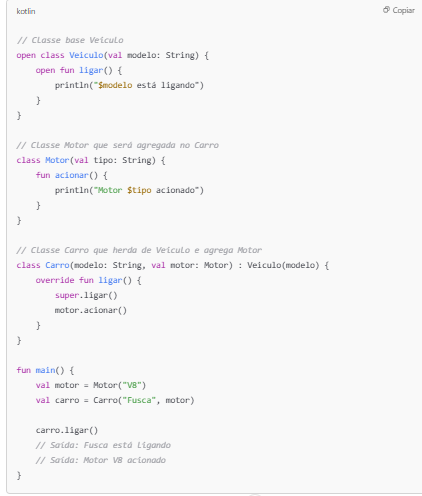 kotlin
Copiar
// Classe base Veículo
open class Veiculo(val modelo: String) {
    open fun ligar() {
        println("$modelo está ligando")
    }
}
// Classe Motor que será agregada no Carro
class Motor(val tipo: String) {
    fun acionar() {
        println("Motor $tipo acionado")
    }
}
// Classe Carro que herda de Veículo e agrega Motor
class Carro(modelo: String, val motor: Motor) : Veiculo(modelo) {
    override fun ligar() {
        super.ligar()
        motor.acionar()
    }
}
fun main() {
    val motor = Motor("V8")
    val carro = Carro("Fusca", motor)
    carro.ligar()
    // Saída: Fusca está ligando
    // Saída: Motor V8 acionado
}